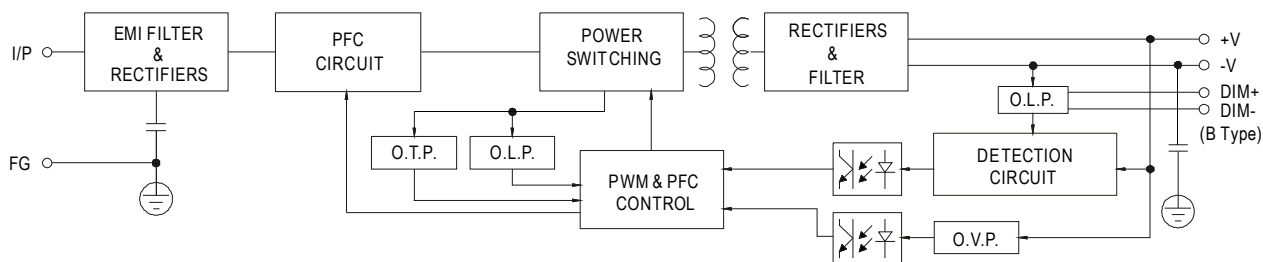 I/P
EMI FILTER
&
RECTIFIERS
PFC
CIRCUIT
POWER
SWITCHING
RECTIFIERS
&
FILTER
+V
-V
DIM+
DIM-
(B Type)
O.L.P.
FG
O.T.P.
O.L.P.
PWM & PFC
CONTROL
DETECTION
CIRCUIT
O.V.P.